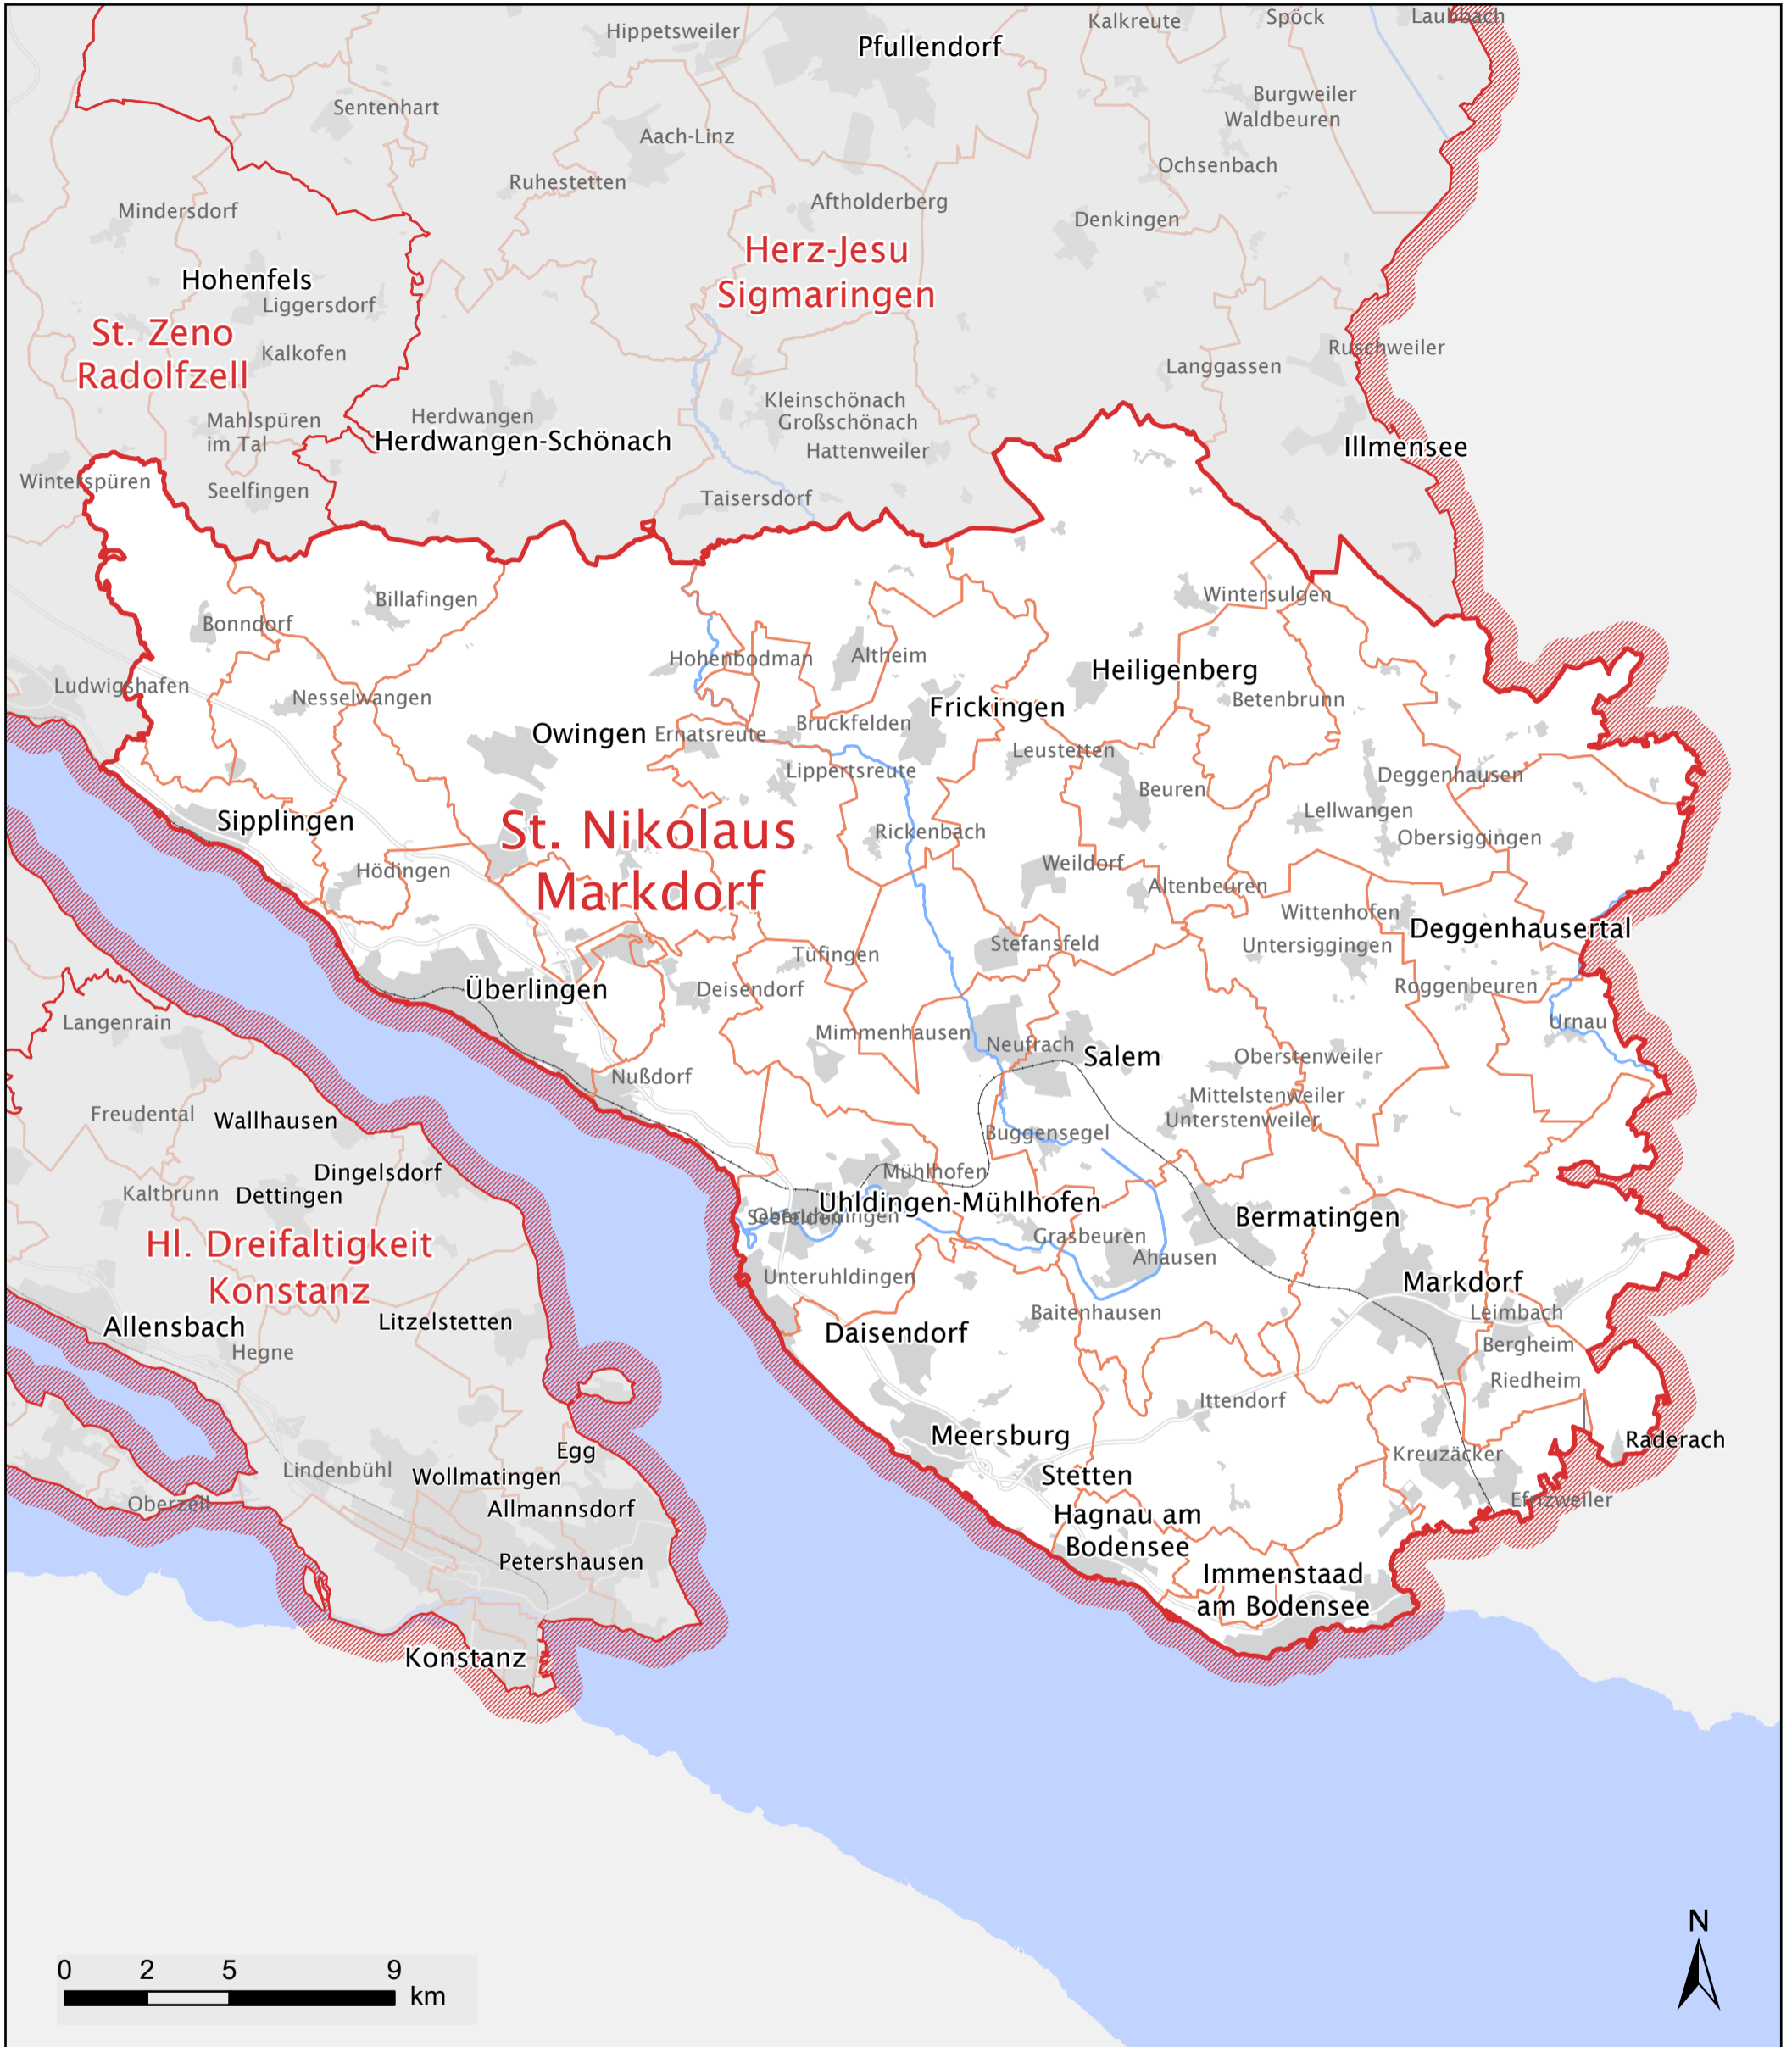 Hippetsweiler
Pfullendorf
Kalkreute
Spöck
Laubbach
Sentenhart
Aach-Linz
Burgweiler
Waldbeuren
Ruhestetten
Ochsenbach
Mindersdorf
Aftholderberg
Denkingen
Herz-Jesu
Sigmaringen
Hohenfels
Liggersdorf
St. Zeno
Radolfzell
Kalkofen
Ruschweiler
Langgassen
Kleinschönach
Großschönach
Hattenweiler
Mahlspüren
im Tal
Herdwangen
Herdwangen-Schönach
Illmensee
Winterspüren
Seelfingen
Taisersdorf
Billafingen
Bonndorf
Wintersulgen
Hohenbodman
Altheim
Heiligenberg
Ludwigshafen
Nesselwangen
Betenbrunn
Frickingen
Owingen
Ernatsreute
Bruckfelden
Leustetten
Lippertsreute
Beuren
Deggenhausen
Sipplingen
St. Nikolaus
Markdorf
Rickenbach
Lellwangen
Obersiggingen
Hödingen
Weildorf
Altenbeuren
Wittenhofen
Deggenhausertal
Tüfingen
Stefansfeld
Untersiggingen
Überlingen
Deisendorf
Roggenbeuren
Langenrain
Mimmenhausen
Neufrach
Salem
Urnau
Nußdorf
Oberstenweiler
Mittelstenweiler
Unterstenweiler
Freudental
Wallhausen
Buggensegel
Dingelsdorf
Kaltbrunn
Dettingen
Mühlhofen
Uhldingen-Mühlhofen
Seefelden
Oberuhldingen
Bermatingen
Hl. Dreifaltigkeit
Konstanz
Grasbeuren
Ahausen
Unteruhldingen
Markdorf
Allensbach
Hegne
Litzelstetten
Daisendorf
Baitenhausen
Leimbach
Bergheim
Riedheim
Ittendorf
Meersburg
Egg
Lindenbühl
Wollmatingen
Stetten
Kreuzäcker
Raderach
Oberzell
Allmannsdorf
Hagnau am
Bodensee
Efrizweiler
Petershausen
Immenstaad
am Bodensee
Konstanz
N
0 2 5 9
km